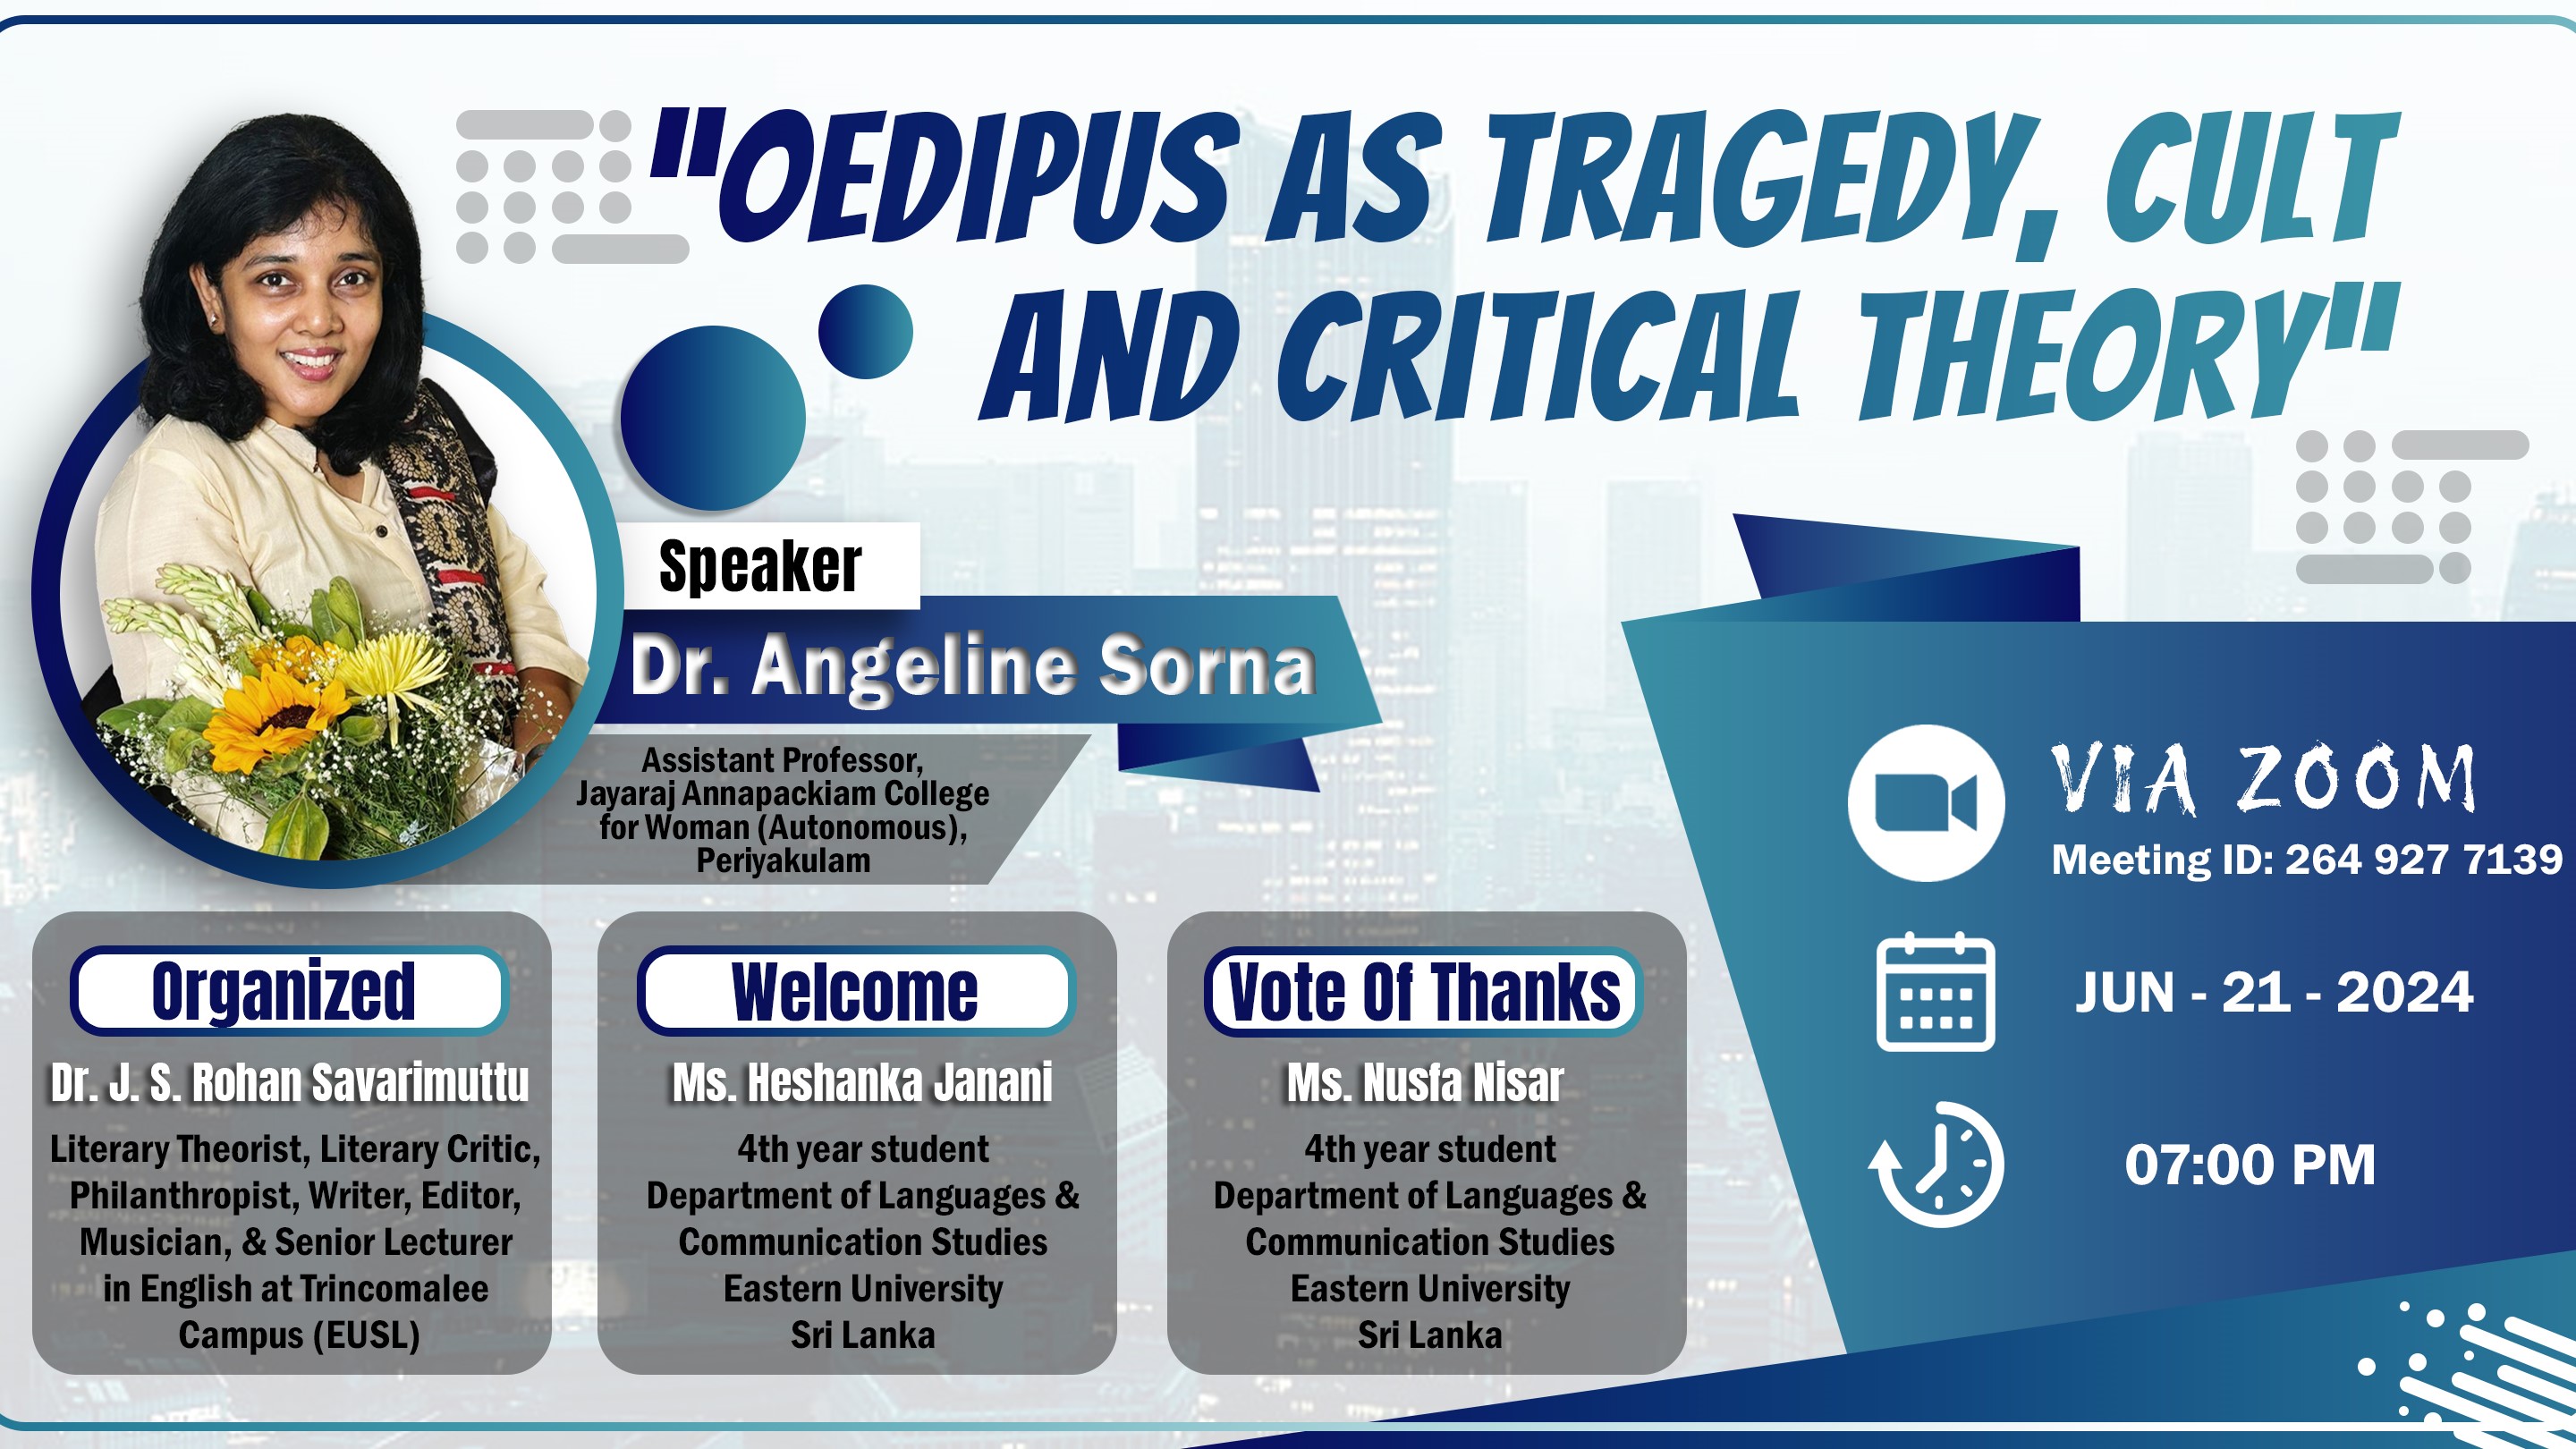 "OEDIPUS AS TRAGEDY, CULT
AND CRITICAL THEORY"
Speaker
Dr. Angeline Sorna
Assistant Professor,
Jayaraj Annapackiam College
for Woman (Autonomous),
Periyakulam
VIA ZOOM
Meeting ID: 264 927 7139
JUN - 21 - 2024
07:00 PM
Organized
Dr. J. S. Rohan Savarimuttu
Literary Theorist, Literary Critic,
Philanthropist, Writer, Editor,
Musician, & Senior Lecturer
in English at Trincomalee
Campus (EUSL)
Welcome
Ms. Heshanka Janani
4th year student
Department of Languages &
Communication Studies
Eastern University
Sri Lanka
Vote Of Thanks
Ms. Nusfa Nisar
4th year student
Department of Languages &
Communication Studies
Eastern University
Sri Lanka